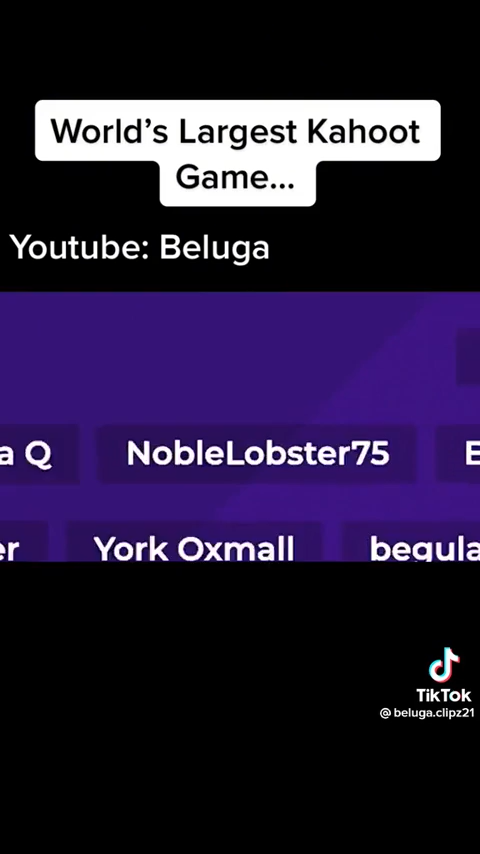 World’s Largest Kahoot
Game...
Youtube: Beluga
a Q NobleLobster75 E
er York Oxmall begula
TikTok
@ beluga.clipz21